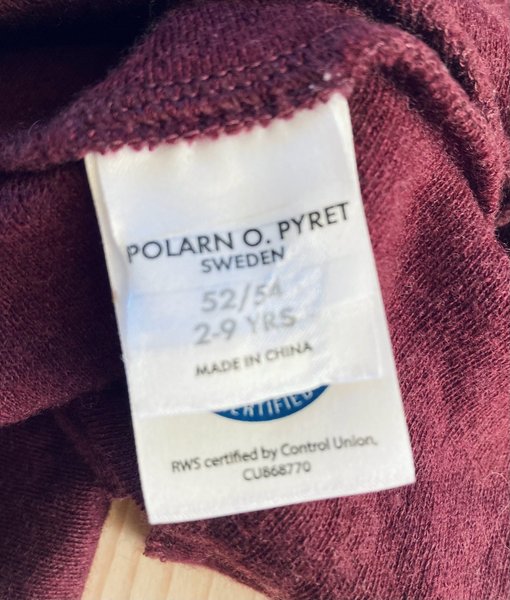 POLARN O. PYRET
SWEDEN
52/54
2-9 YRS
MADE IN CHINA
CERTIFIED
RWS certified by Control Union,
CU868770